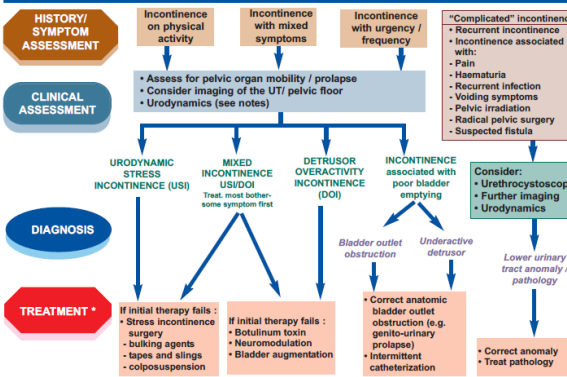 HISTORY/
SYMPTOM
ASSESSMENT
Incontinence
on physical
activity
Incontinence
with mixed
symptoms
Incontinence
with urgency /
frequency
“Complicated” incontinenc
• Recurrent incontinence
• Incontinence associated
with:
- Pain
- Haematuria
- Recurrent infection
- Voiding symptoms
- Pelvic irradiation
- Radical pelvic surgery
- Suspected fistula
CLINICAL
ASSESSMENT
• Assess for pelvic organ mobility / prolapse
• Consider imaging of the UT/ pelvic floor
• Urodynamics (see notes)
URODYNAMIC
STRESS
INCONTINENCE (USI)
MIXED
INCONTINENCE
USI/DOI
Treat. most bother-
some symptom first
DETRUSOR
OVERACTIVITY
INCONTINENCE
(DOI)
INCONTINENCE
associated with
poor bladder
emptying
Consider:
• Urethrocystoscop
• Further imaging
• Urodynamics
DIAGNOSIS
Bladder outlet
obstruction
Underactive
detrusor
Lower urinary
tract anomaly /
pathology
TREATMENT *
If initial therapy fails :
• Stress incontinence
surgery
- bulking agents
- tapes and slings
- colposuspension
If initial therapy fails :
• Botulinum toxin
• Neuromodulation
• Bladder augmentation
• Correct anatomic
bladder outlet
obstruction (e.g.
genito-urinary
prolapse)
• Intermittent
catheterization
• Correct anomaly
• Treat pathology